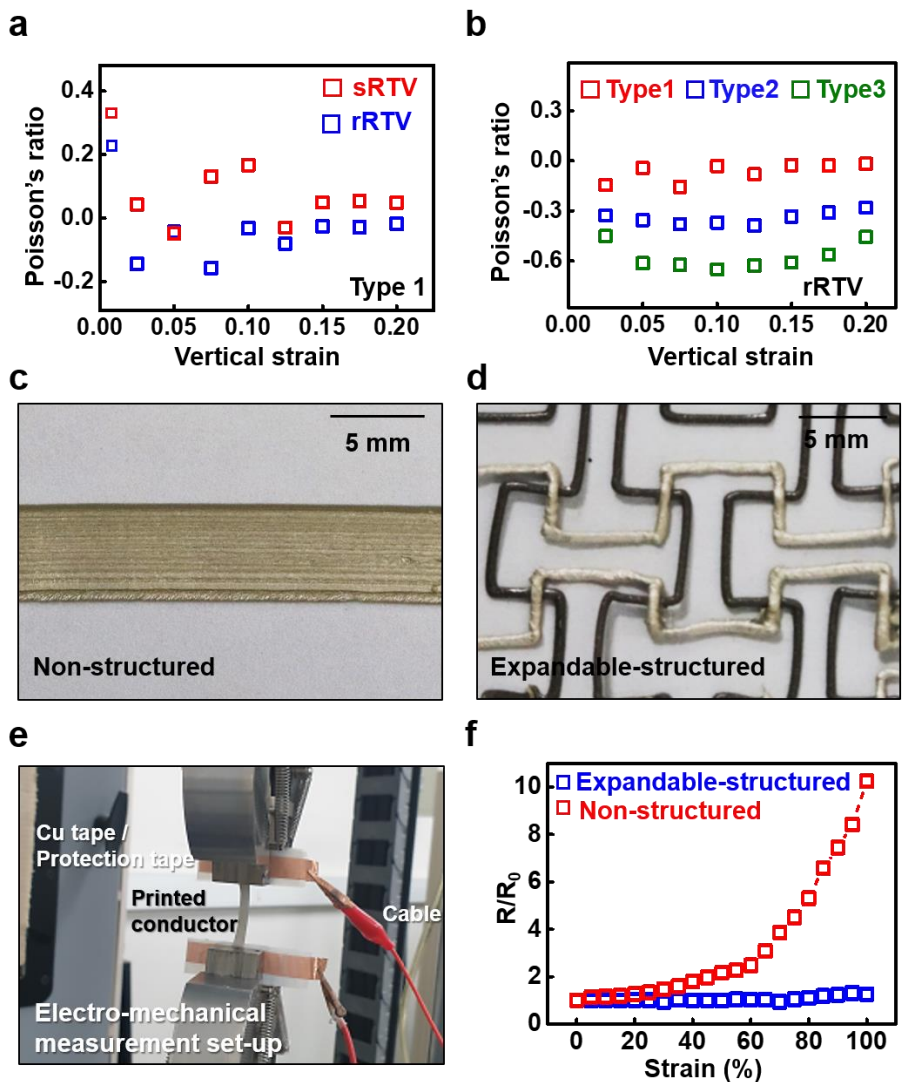 a
sRTV
rRTV
Poisson's ratio
0.4
0.2
0.0
-0.2
Type 1
0.00 0.05 0.10 0.15 0.20
Vertical strain
b
Type1 Type2 Type3
Poisson's ratio
0.3
0.0
-0.3
-0.6
rRTV
0.00 0.05 0.10 0.15 0.20
Vertical strain
c
5 mm
Non-structured
d
5 mm
Expandable-structured
e
Cu tape /
Protection tape
Printed
conductor
Cable
Electro-mechanical
measurement set-up
f
Expandable-structured
Non-structured
R/R0
10
8
6
4
2
0
0 20 40 60 80 100
Strain (%)